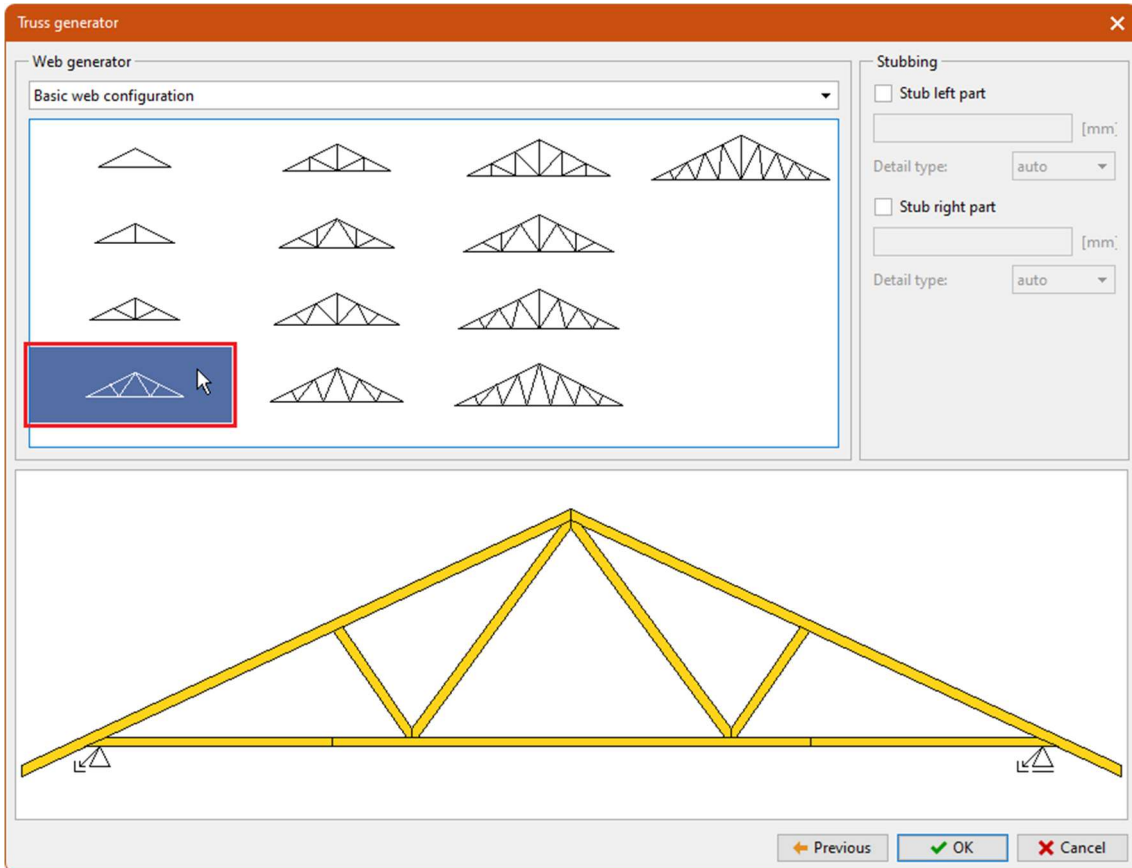 Truss generator
Web generator
Basic web configuration
Stubbing
Stub left part
[mm]
Detail type:
auto
Stub right part
[mm]
Detail type:
auto
Previous
OK
Cancel